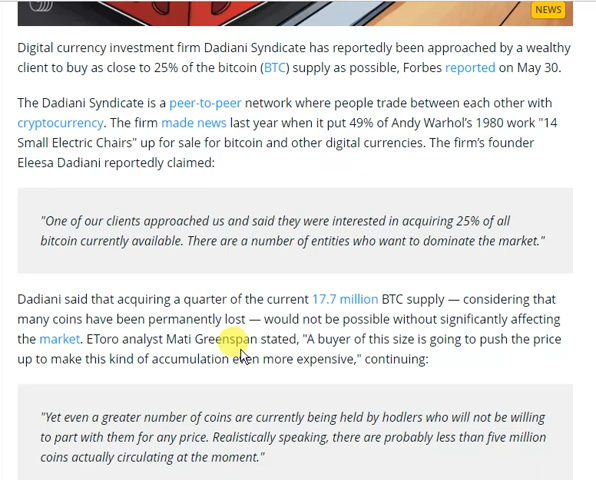 NEWS
Digital currency investment firm Dadiani Syndicate has reportedly been approached by a wealthy
client to buy as close to 25% of the bitcoin (BTC) supply as possible, Forbes reported on May 30.
The Dadiani Syndicate is a peer-to-peer network where people trade between each other with
cryptocurrency. The firm made news last year when it put 49% of Andy Warhol's 1980 work "14
Small Electric Chairs" up for sale for bitcoin and other digital currencies. The firm's founder
Eleesa Dadiani reportedly claimed:
"One of our clients approached us and said they were interested in acquiring 25% of all
bitcoin currently available. There are a number of entities who want to dominate the market."
Dadiani said that acquiring a quarter of the current 17.7 million BTC supply — considering that
many coins have been permanently lost — would not be possible without significantly affecting
the market. EToro analyst Mati Greenspan stated, "A buyer of this size is going to push the price
up to make this kind of accumulation even more expensive," continuing:
"Yet even a greater number of coins are currently being held by hodlers who will not be willing
to part with them for any price. Realistically speaking, there are probably less than five million
coins actually circulating at the moment."